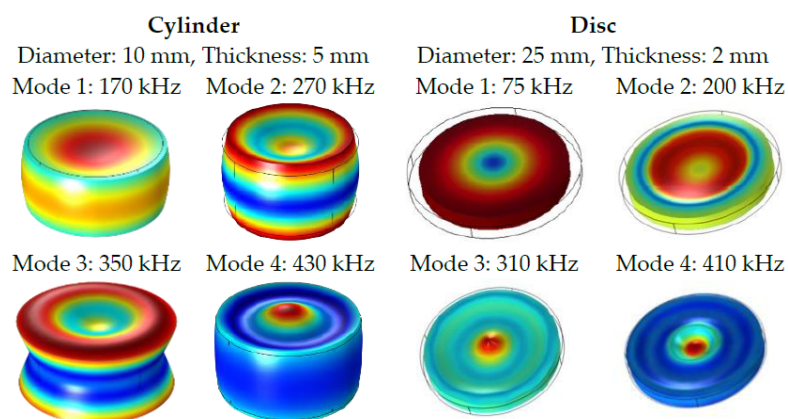 Cylinder
Diameter: 10 mm, Thickness: 5 mm
Mode 1: 170 kHz Mode 2: 270 kHz
Mode 3: 350 kHz Mode 4: 430 kHz
Disc
Diameter: 25 mm, Thickness: 2 mm
Mode 1: 75 kHz Mode 2: 200 kHz
Mode 3: 310 kHz Mode 4: 410 kHz